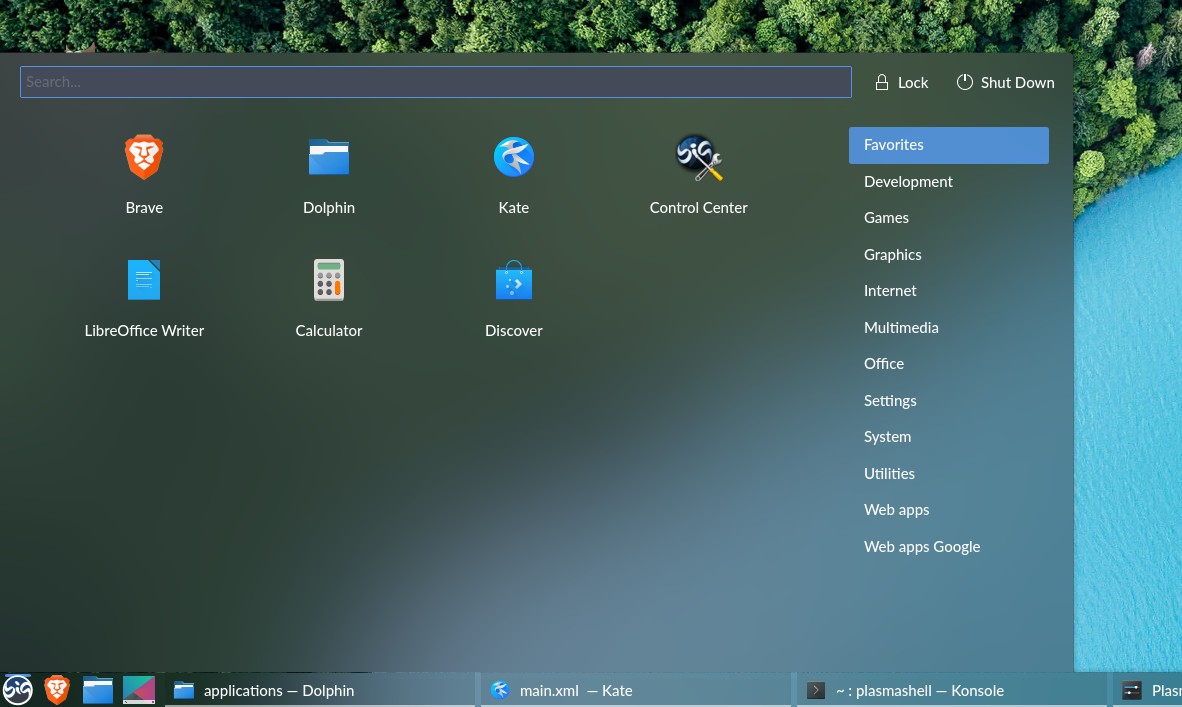 Search...
Lock
Shut Down
Brave
Dolphin
Kate
Control Center
LibreOffice Writer
Calculator
Discover
Favorites
Development
Games
Graphics
Internet
Multimedia
Office
Settings
System
Utilities
Web apps
Web apps Google
applications — Dolphin
main.xml — Kate
~ : plasmashell — Konsole
Plasm